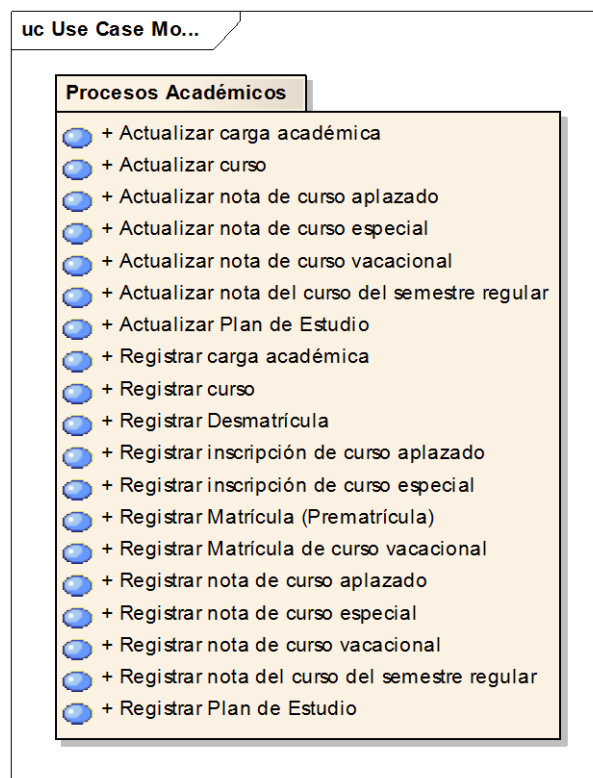 uc Use Case Mo...
Procesos Académicos
+ Actualizar carga académica
+ Actualizar curso
+ Actualizar nota de curso aplazado
+ Actualizar nota de curso especial
+ Actualizar nota de curso vacacional
+ Actualizar nota del curso del semestre regular
+ Actualizar Plan de Estudio
+ Registrar carga académica
+ Registrar curso
+ Registrar Desmatrícula
+ Registrar inscripción de curso aplazado
+ Registrar inscripción de curso especial
+ Registrar Matrícula (Prematrícula)
+ Registrar Matrícula de curso vacacional
+ Registrar nota de curso aplazado
+ Registrar nota de curso especial
+ Registrar nota de curso vacacional
+ Registrar nota del curso del semestre regular
+ Registrar Plan de Estudio